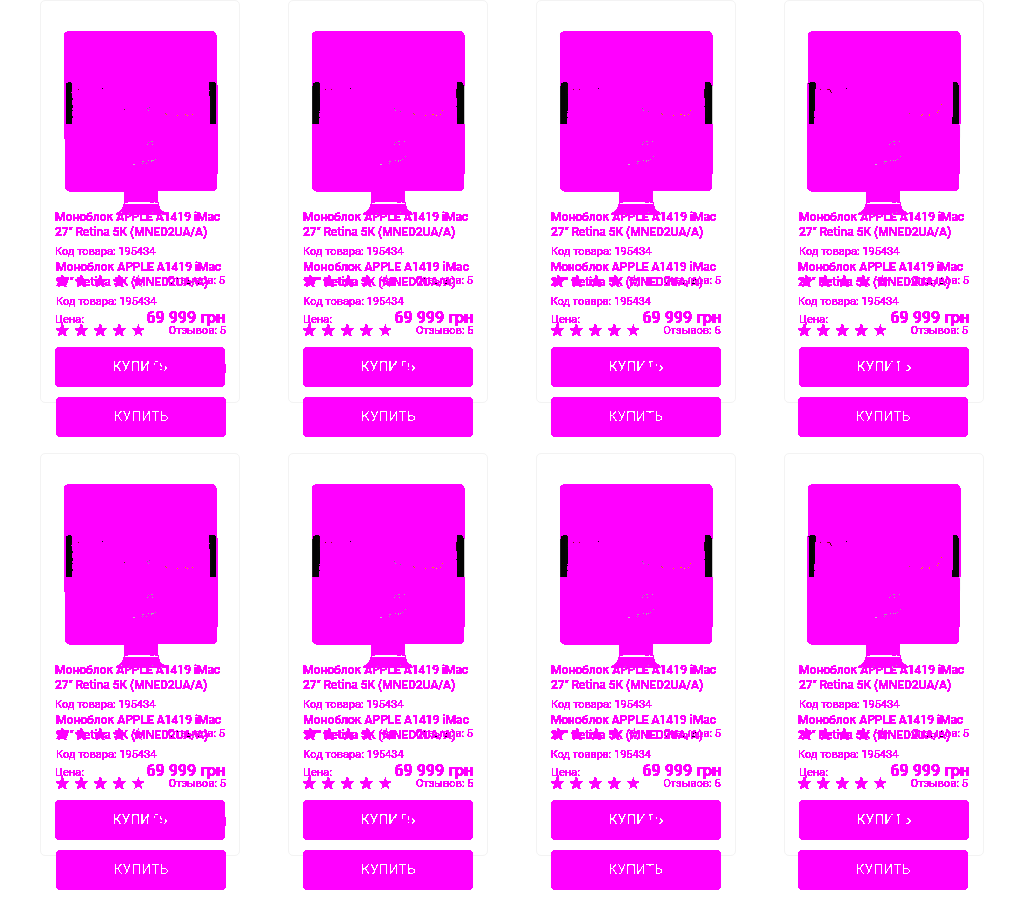 Моноблок APPLE A1419 iMac
27" Retina 5K (MNED2UA/A)
Код товара: 195434
Моноблок APPLE A1419 iMac
27" Retina 5K (MNED2UA/A)
Код товара: 195434
Цена: 69 999 грн
Отзывов: 5
КУПИТЬ
КУПИТЬ
Моноблок APPLE A1419 iMac
27" Retina 5K (MNED2UA/A)
Код товара: 195434
Моноблок APPLE A1419 iMac
27" Retina 5K (MNED2UA/A)
Код товара: 195434
Цена: 69 999 грн
Отзывов: 5
КУПИТЬ
КУПИТЬ
Моноблок APPLE A1419 iMac
27" Retina 5K (MNED2UA/A)
Код товара: 195434
Моноблок APPLE A1419 iMac
27" Retina 5K (MNED2UA/A)
Код товара: 195434
Цена: 69 999 грн
Отзывов: 5
КУПИТЬ
КУПИТЬ
Моноблок APPLE A1419 iMac
27" Retina 5K (MNED2UA/A)
Код товара: 195434
Моноблок APPLE A1419 iMac
27" Retina 5K (MNED2UA/A)
Код товара: 195434
Цена: 69 999 грн
Отзывов: 5
КУПИТЬ
КУПИТЬ
Моноблок APPLE A1419 iMac
27" Retina 5K (MNED2UA/A)
Код товара: 195434
Моноблок APPLE A1419 iMac
27" Retina 5K (MNED2UA/A)
Код товара: 195434
Цена: 69 999 грн
Отзывов: 5
КУПИТЬ
КУПИТЬ
Моноблок APPLE A1419 iMac
27" Retina 5K (MNED2UA/A)
Код товара: 195434
Моноблок APPLE A1419 iMac
27" Retina 5K (MNED2UA/A)
Код товара: 195434
Цена: 69 999 грн
Отзывов: 5
КУПИТЬ
КУПИТЬ
Моноблок APPLE A1419 iMac
27" Retina 5K (MNED2UA/A)
Код товара: 195434
Моноблок APPLE A1419 iMac
27" Retina 5K (MNED2UA/A)
Код товара: 195434
Цена: 69 999 грн
Отзывов: 5
КУПИТЬ
КУПИТЬ
Моноблок APPLE A1419 iMac
27" Retina 5K (MNED2UA/A)
Код товара: 195434
Моноблок APPLE A1419 iMac
27" Retina 5K (MNED2UA/A)
Код товара: 195434
Цена: 69 999 грн
Отзывов: 5
КУПИТЬ
КУПИТЬ